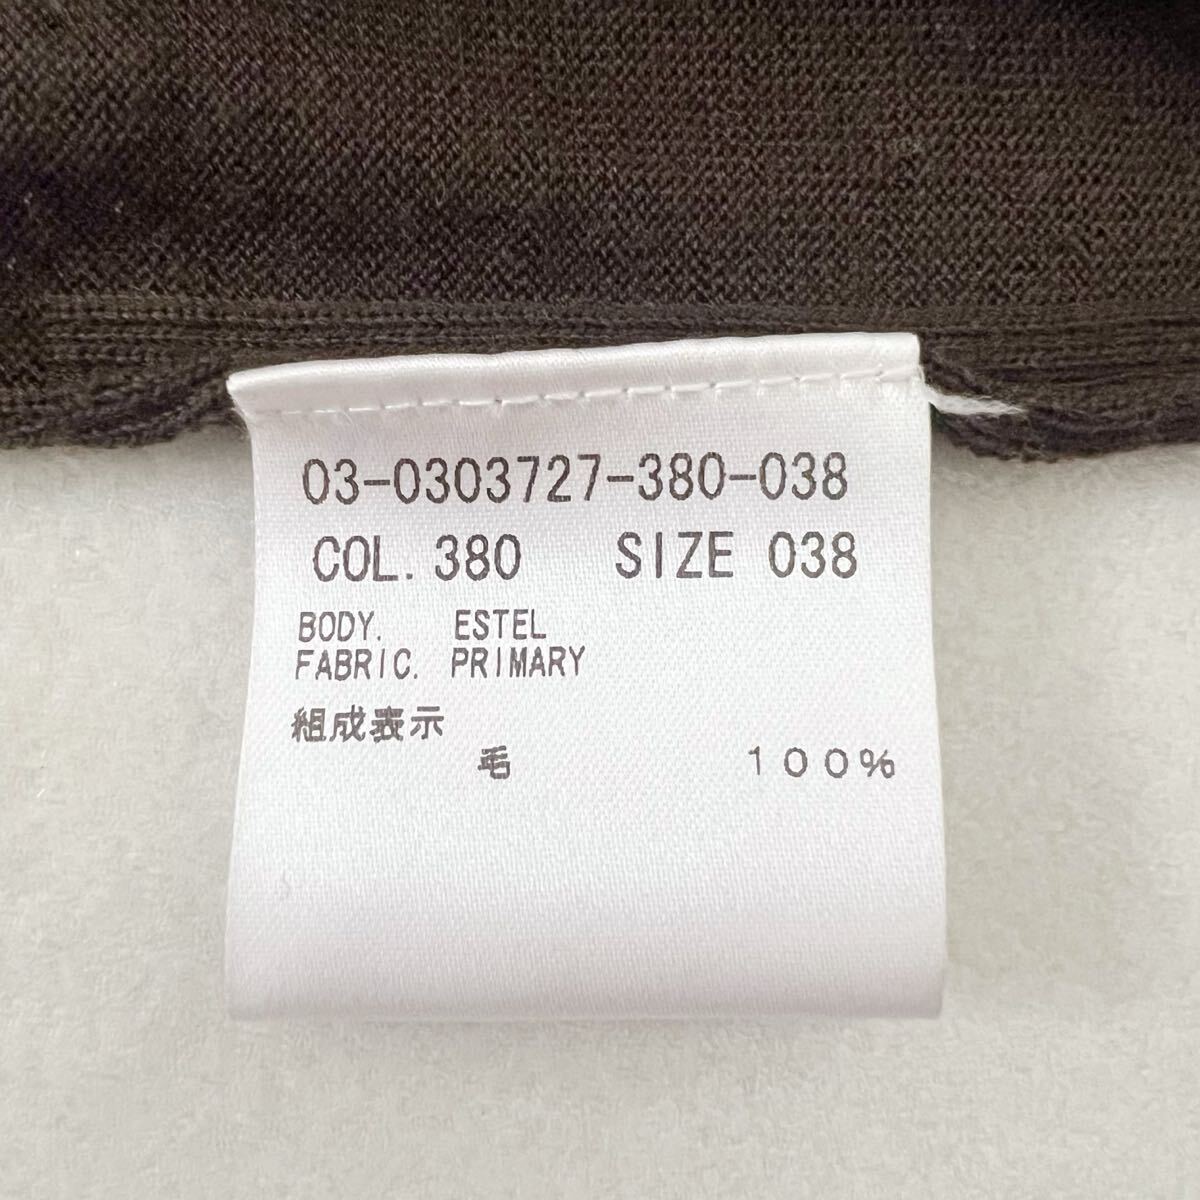 03-0303727-380-038
COL. 380 SIZE 038
BODY. ESTEL
FABRIC. PRIMARY
組成表示
毛 100%